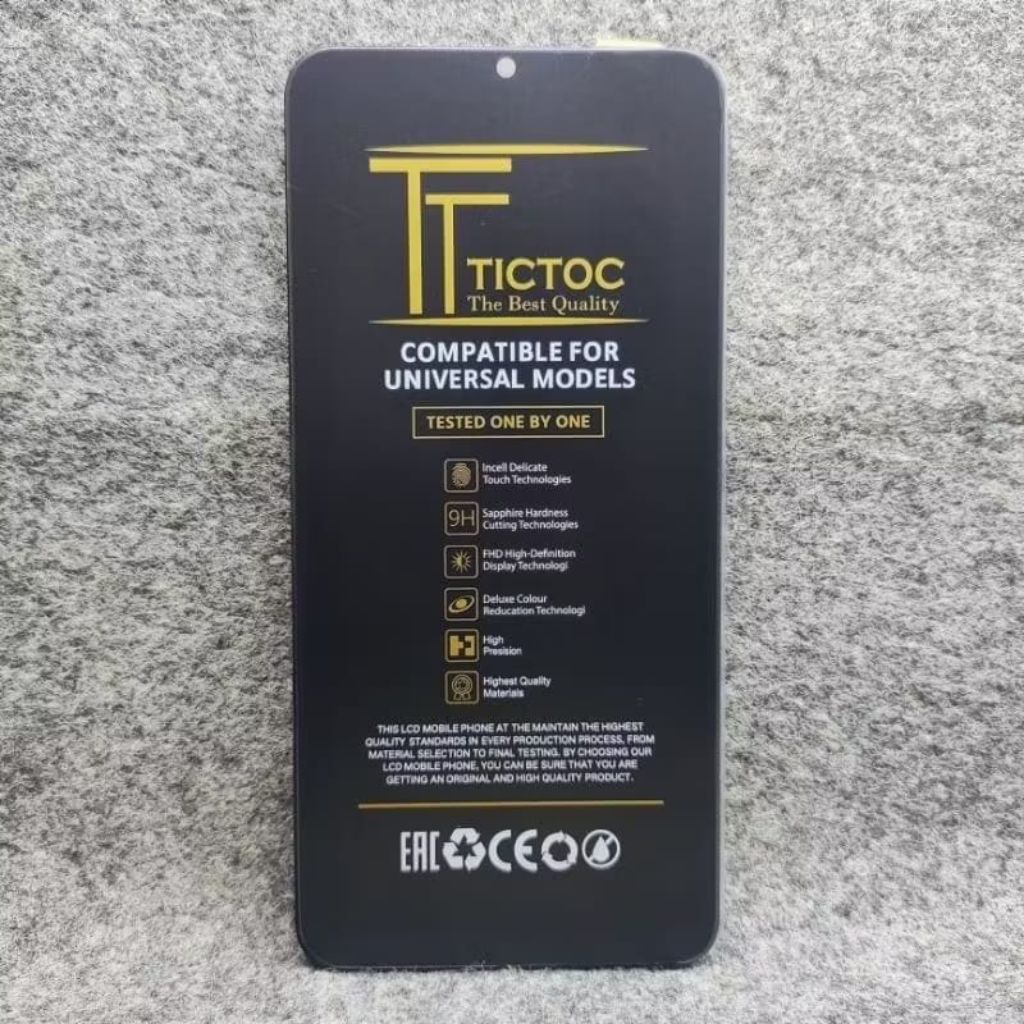 TT
TICTOC
The Best Quality
COMPATIBLE FOR
UNIVERSAL MODELS
TESTED ONE BY ONE
Incell Delicate
Touch Technologies
9H
Sapphire Hardness
Cutting Technologies
FHD High-Definition
Display Technologi
Deluxe Colour
Reducation Technologi
High
Presision
Highest Quality
Materials
THIS LCD MOBILE PHONE AT THE MAINTAIN THE HIGHEST
QUALITY STANDARDS IN EVERY PRODUCTION PROCESS, FROM
MATERIAL SELECTION TO FINAL TESTING. BY CHOOSING OUR
LCD MOBILE PHONE, YOU CAN BE SURE THAT YOU ARE
GETTING AN ORIGINAL AND HIGH QUALITY PRODUCT.
EAC CE